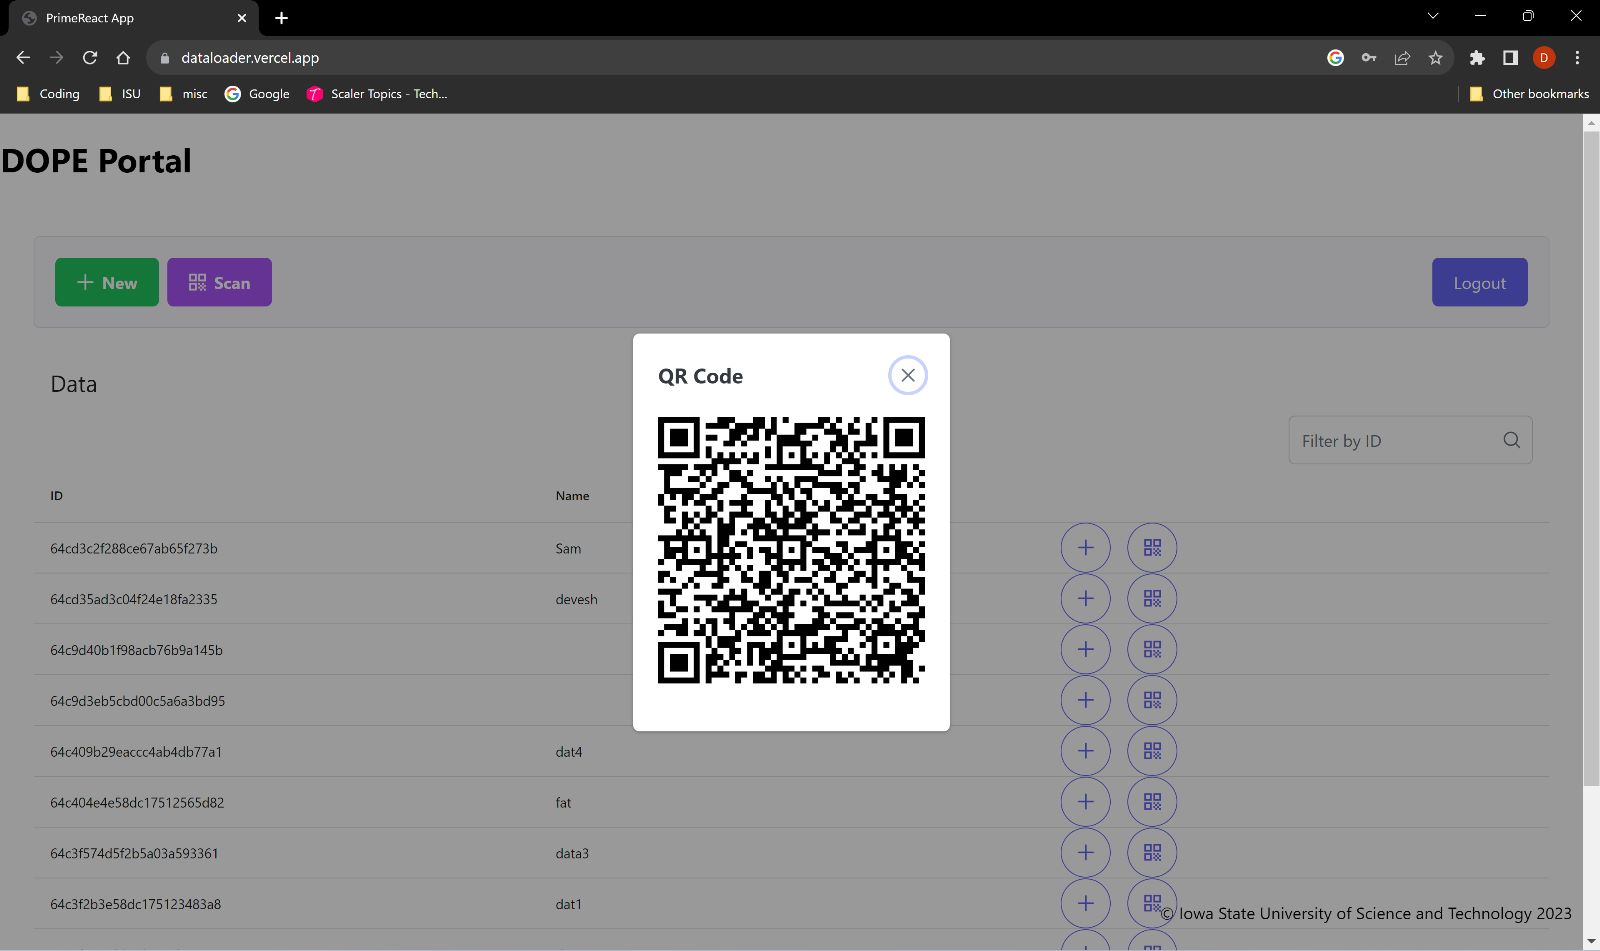 PrimeReact App
dataloader.vercel.app
D
Coding ISU misc Google Scaler Topics - Tech... Other bookmarks
DOPE Portal
New Scan Logout
QR Code
Data
Filter by ID
ID Name
64cd3c2f288ce67ab65f273b Sam
64cd35ad3c04f24e18fa2335 devesh
64c9d40b1f98acb76b9a145b
64c9d3eb5cbd00c5a6a3bd95
64c409b29eaccc4ab4db77a1 dat4
64c404e4e58dc17512565d82 fat
64c3f574d5f2b5a03a593361 data3
64c3f2b3e58dc175123483a8 dat1
© Iowa State University of Science and Technology 2023